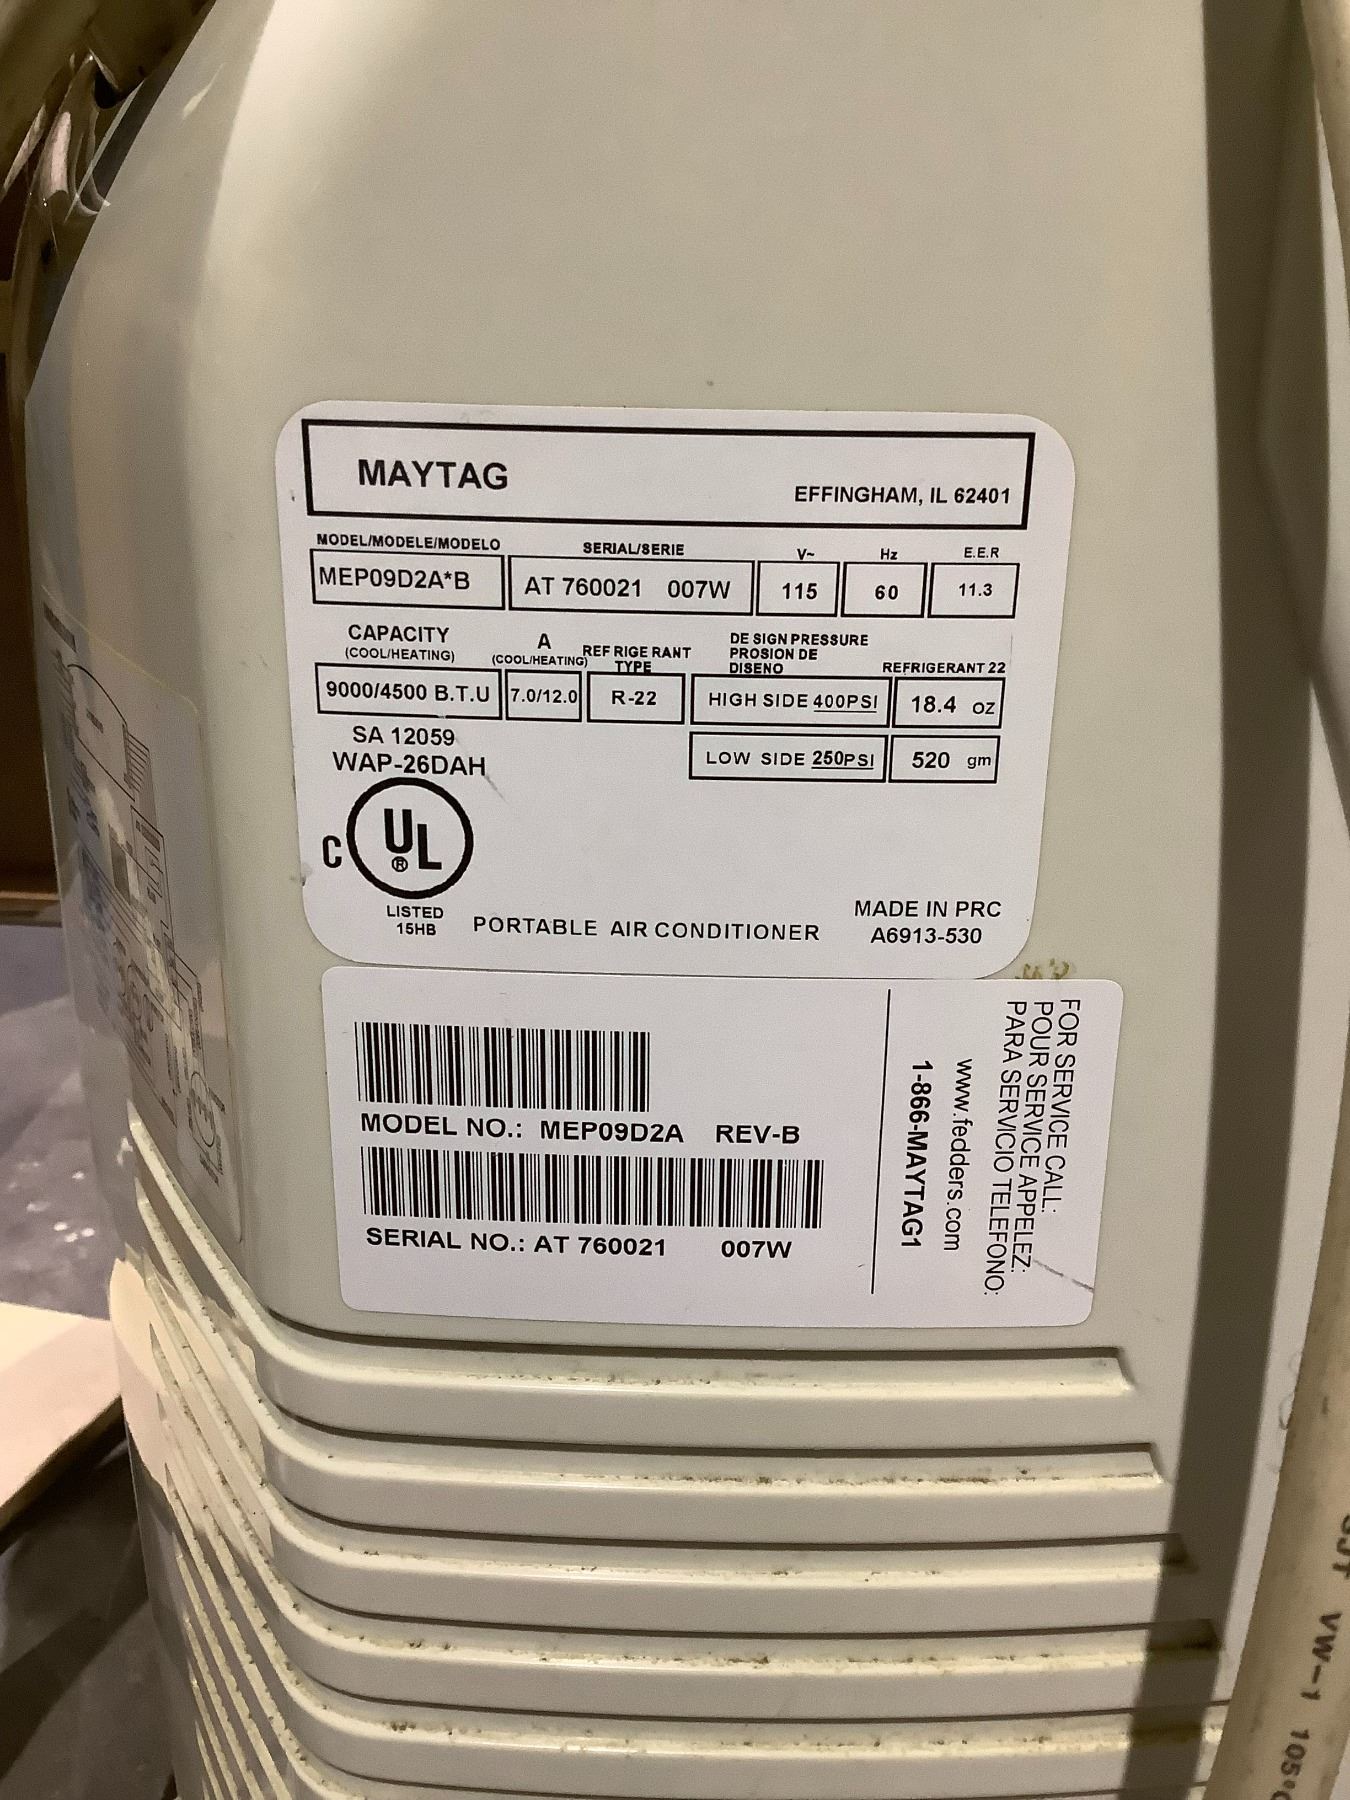 MAYTAG
EFFINGHAM, IL 62401
MODEL/MODELE/MODELO SERIAL/SERIE V~ Hz E.E.R
MEP09D2A*B AT 760021 007W 115 60 11.3
CAPACITY
(COOL/HEATING)
A
(COOL/HEATING)
REF RIGE RANT
TYPE
DE SIGN PRESSURE
PROSION DE
DISENO
REFRIGERANT 22
9000/4500 B.T.U 7.0/12.0 R-22 HIGH SIDE 400PSI 18.4 OZ
LOW SIDE 250PSI 520 gm
SA 12059
WAP-26DAH
C UL ®
LISTED
15HB
PORTABLE AIR CONDITIONER
MADE IN PRC
A6913-530
MODEL NO.: MEP09D2A REV-B
SERIAL NO.: AT 760021 007W
FOR SERVICE CALL:
POUR SERVICE APPELEZ:
PARA SERVICIO TELEFONO:
www.fedders.com
1-866-MAYTAG1
VW-1 105°C